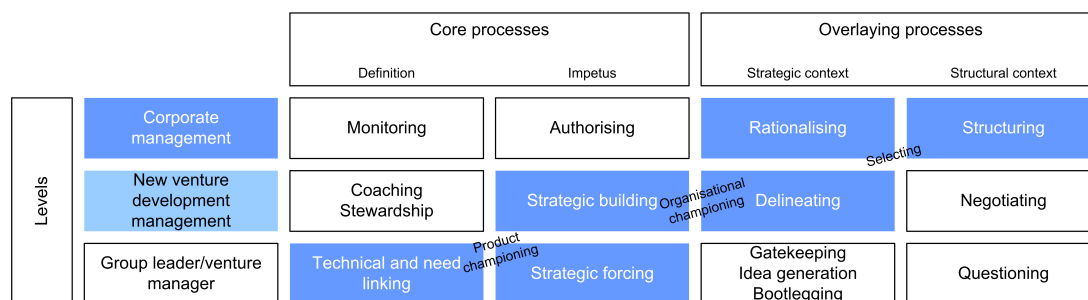 Core processes
Overlaying processes
Definition
Impetus
Strategic context
Structural context
Levels
Corporate
management
Monitoring
Authorising
Rationalising
Structuring
Selecting
New venture
development
management
Coaching
Stewardship
Strategic building
Organisational
championing
Delineating
Negotiating
Group leader/venture
manager
Technical and need
linking
Product
championing
Strategic forcing
Gatekeeping
Idea generation
Bootlegging
Questioning